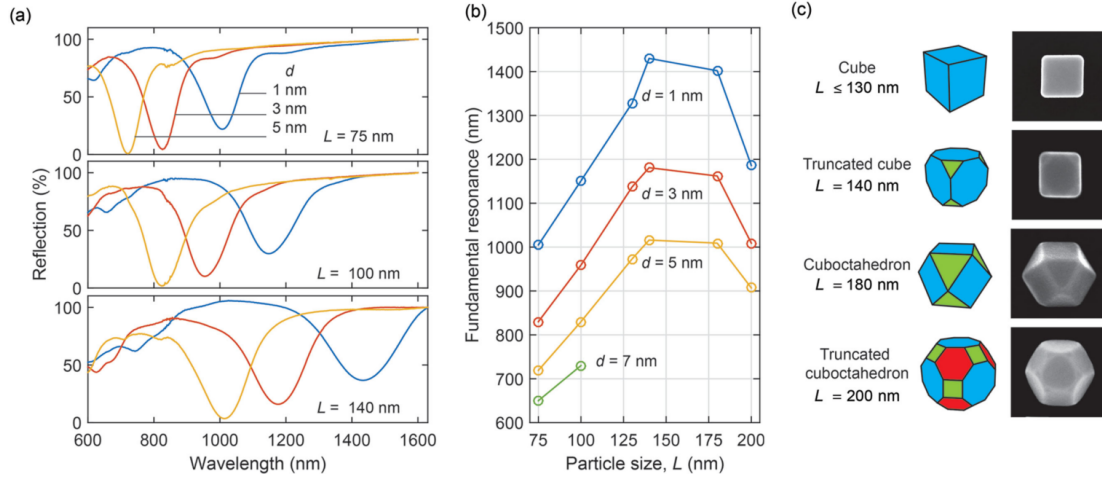 (a)
100
50
0
d
1 nm
3 nm
5 nm
L = 75 nm
100
50
0
L = 100 nm
100
50
0
L = 140 nm
600 800 1000 1200 1400 1600
Reflection (%)
Wavelength (nm)
(b)
1500
1400
1300
1200
1100
1000
900
800
700
600
d = 1 nm
d = 3 nm
d = 5 nm
d = 7 nm
75 100 125 150 175 200
Fundamental resonance (nm)
Particle size, L (nm)
(c)
Cube
L ≤ 130 nm
Truncated cube
L = 140 nm
Cuboctahedron
L = 180 nm
Truncated
cuboctahedron
L = 200 nm